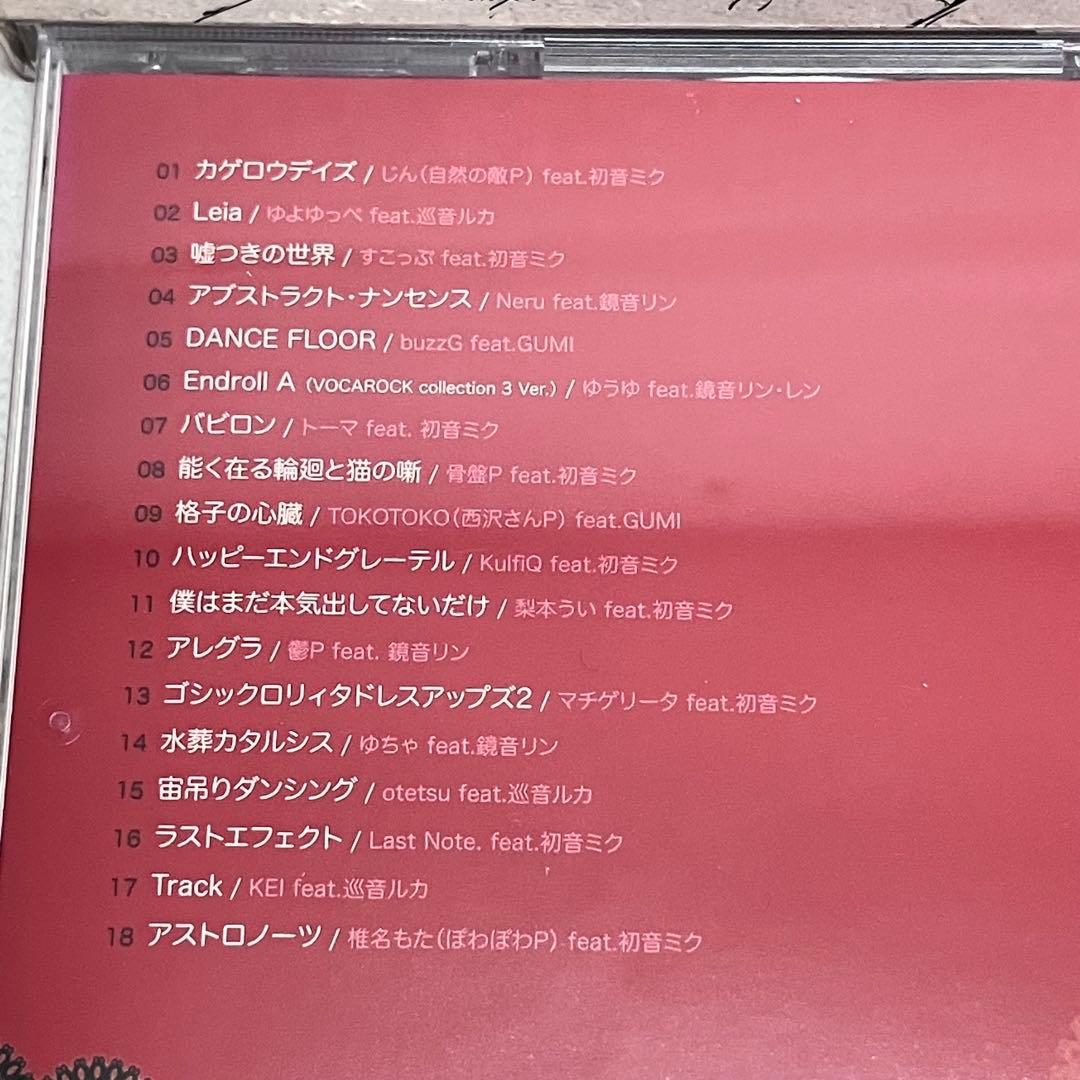 01 カゲロウデイズ / じん(自然の敵P) feat.初音ミク
02 Leia / ゆよゆっぺ feat.巡音ルカ
03 嘘つきの世界 / すこっぷ feat.初音ミク
04 アブストラクト・ナンセンス / Neru feat.鏡音リン
05 DANCE FLOOR / buzzG feat.GUMI
06 Endroll A (VOCAROCK collection 3 Ver.) / ゆうゆ feat.鏡音リン・レン
07 バビロン / トーマ feat. 初音ミク
08 能く在る輪廻と猫の噺 / 骨盤P feat.初音ミク
09 格子の心臓 / TOKOTOKO(西沢さんP) feat.GUMI
10 ハッピーエンドグレーテル / KulfiQ feat.初音ミク
11 僕はまだ本気出してないだけ / 梨本うい feat.初音ミク
12 アレグラ / 鬱P feat. 鏡音リン
13 ゴシックロリィタドレスアップズ2 / マチゲリータ feat.初音ミク
14 水葬カタルシス / ゆちゃ feat.鏡音リン
15 宙吊りダンシング / otetsu feat.巡音ルカ
16 ラストエフェクト / Last Note. feat.初音ミク
17 Track / KEI feat.巡音ルカ
18 アストロノーツ / 椎名もた(ぽわぽわP) feat.初音ミク